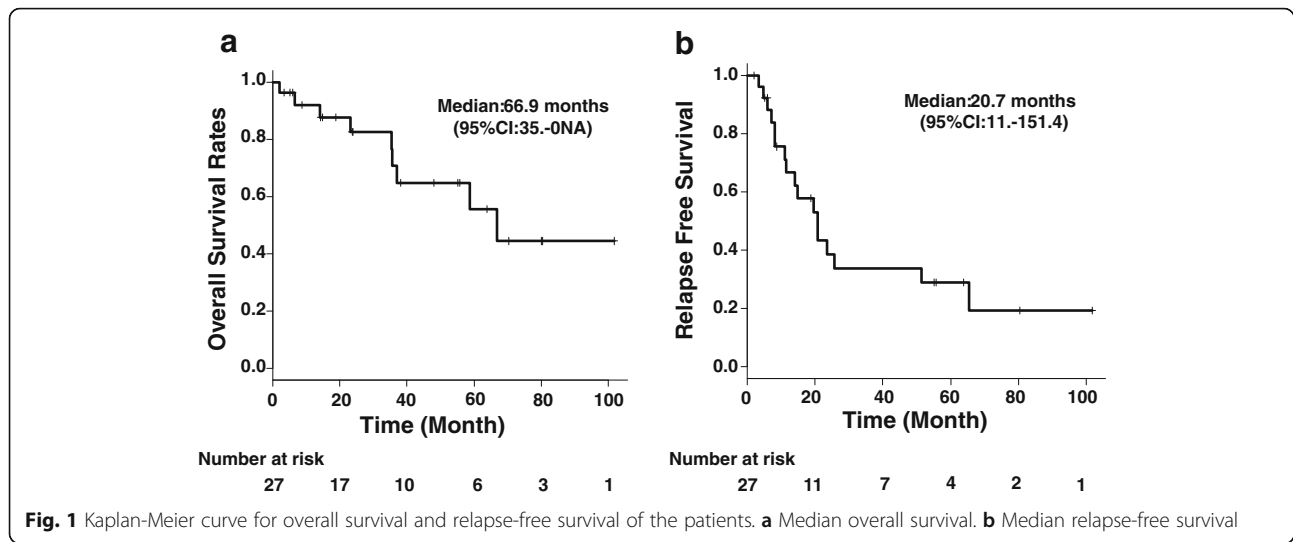 a
1.0
0.8
0.6
0.4
0.2
0.0
Overall Survival Rates
Median:66.9 months
(95%CI:35.-0NA)
0 20 40 60 80 100
Time (Month)
Number at risk
27 17 10 6 3 1
b
1.0
0.8
0.6
0.4
0.2
0.0
Relapse Free Survival
Median:20.7 months
(95%CI:11.-151.4)
0 20 40 60 80 100
Time (Month)
Number at risk
27 11 7 4 2 1
Fig. 1 Kaplan-Meier curve for overall survival and relapse-free survival of the patients. a Median overall survival. b Median relapse-free survival